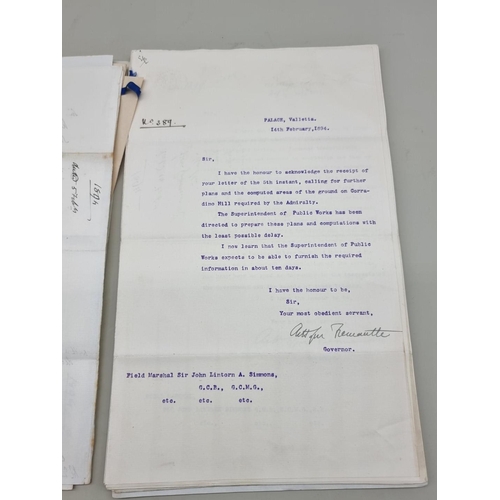 No 289.
PALACE, Valletta.
14th February, 1894.
Sir,
I have the honour to acknowledge the receipt of
your letter of the 5th instant, calling for further
plans and the computed areas of the ground on Corra-
dino Hill required by the Admiralty.
The Superintendent of Public Works has been
directed to prepare these plans and computations with
the least possible delay.
I now learn that the Superintendent of Public
Works expects to be able to furnish the required
information in about ten days.
I have the honour to be,
Sir,
Your most obedient servant,
Arthur Fremantle
Governor.
Field Marshal Sir John Lintorn A. Simmons,
G.C.B., G.C.M.G.,
etc. etc. etc.
1894